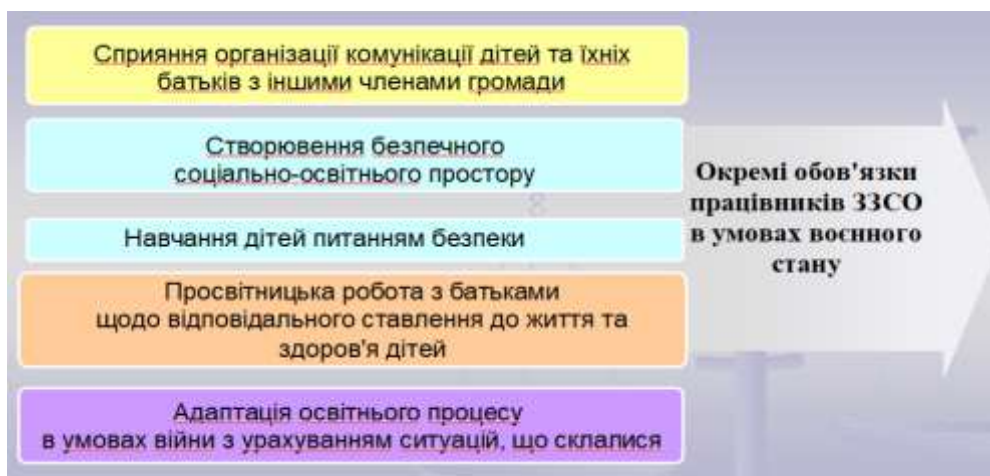 Сприяння організації комунікації дітей та їхніх
батьків з іншими членами громади
Створювення безпечного
соціально-освітнього простору
Навчання дітей питанням безпеки
Просвітницька робота з батьками
щодо відповідального ставлення до життя та
здоров'я дітей
Адаптація освітнього процесу
в умовах війни з урахуванням ситуацій, що склалися
Окремі обов'язки
працівників ЗЗСО
в умовах воєнного
стану